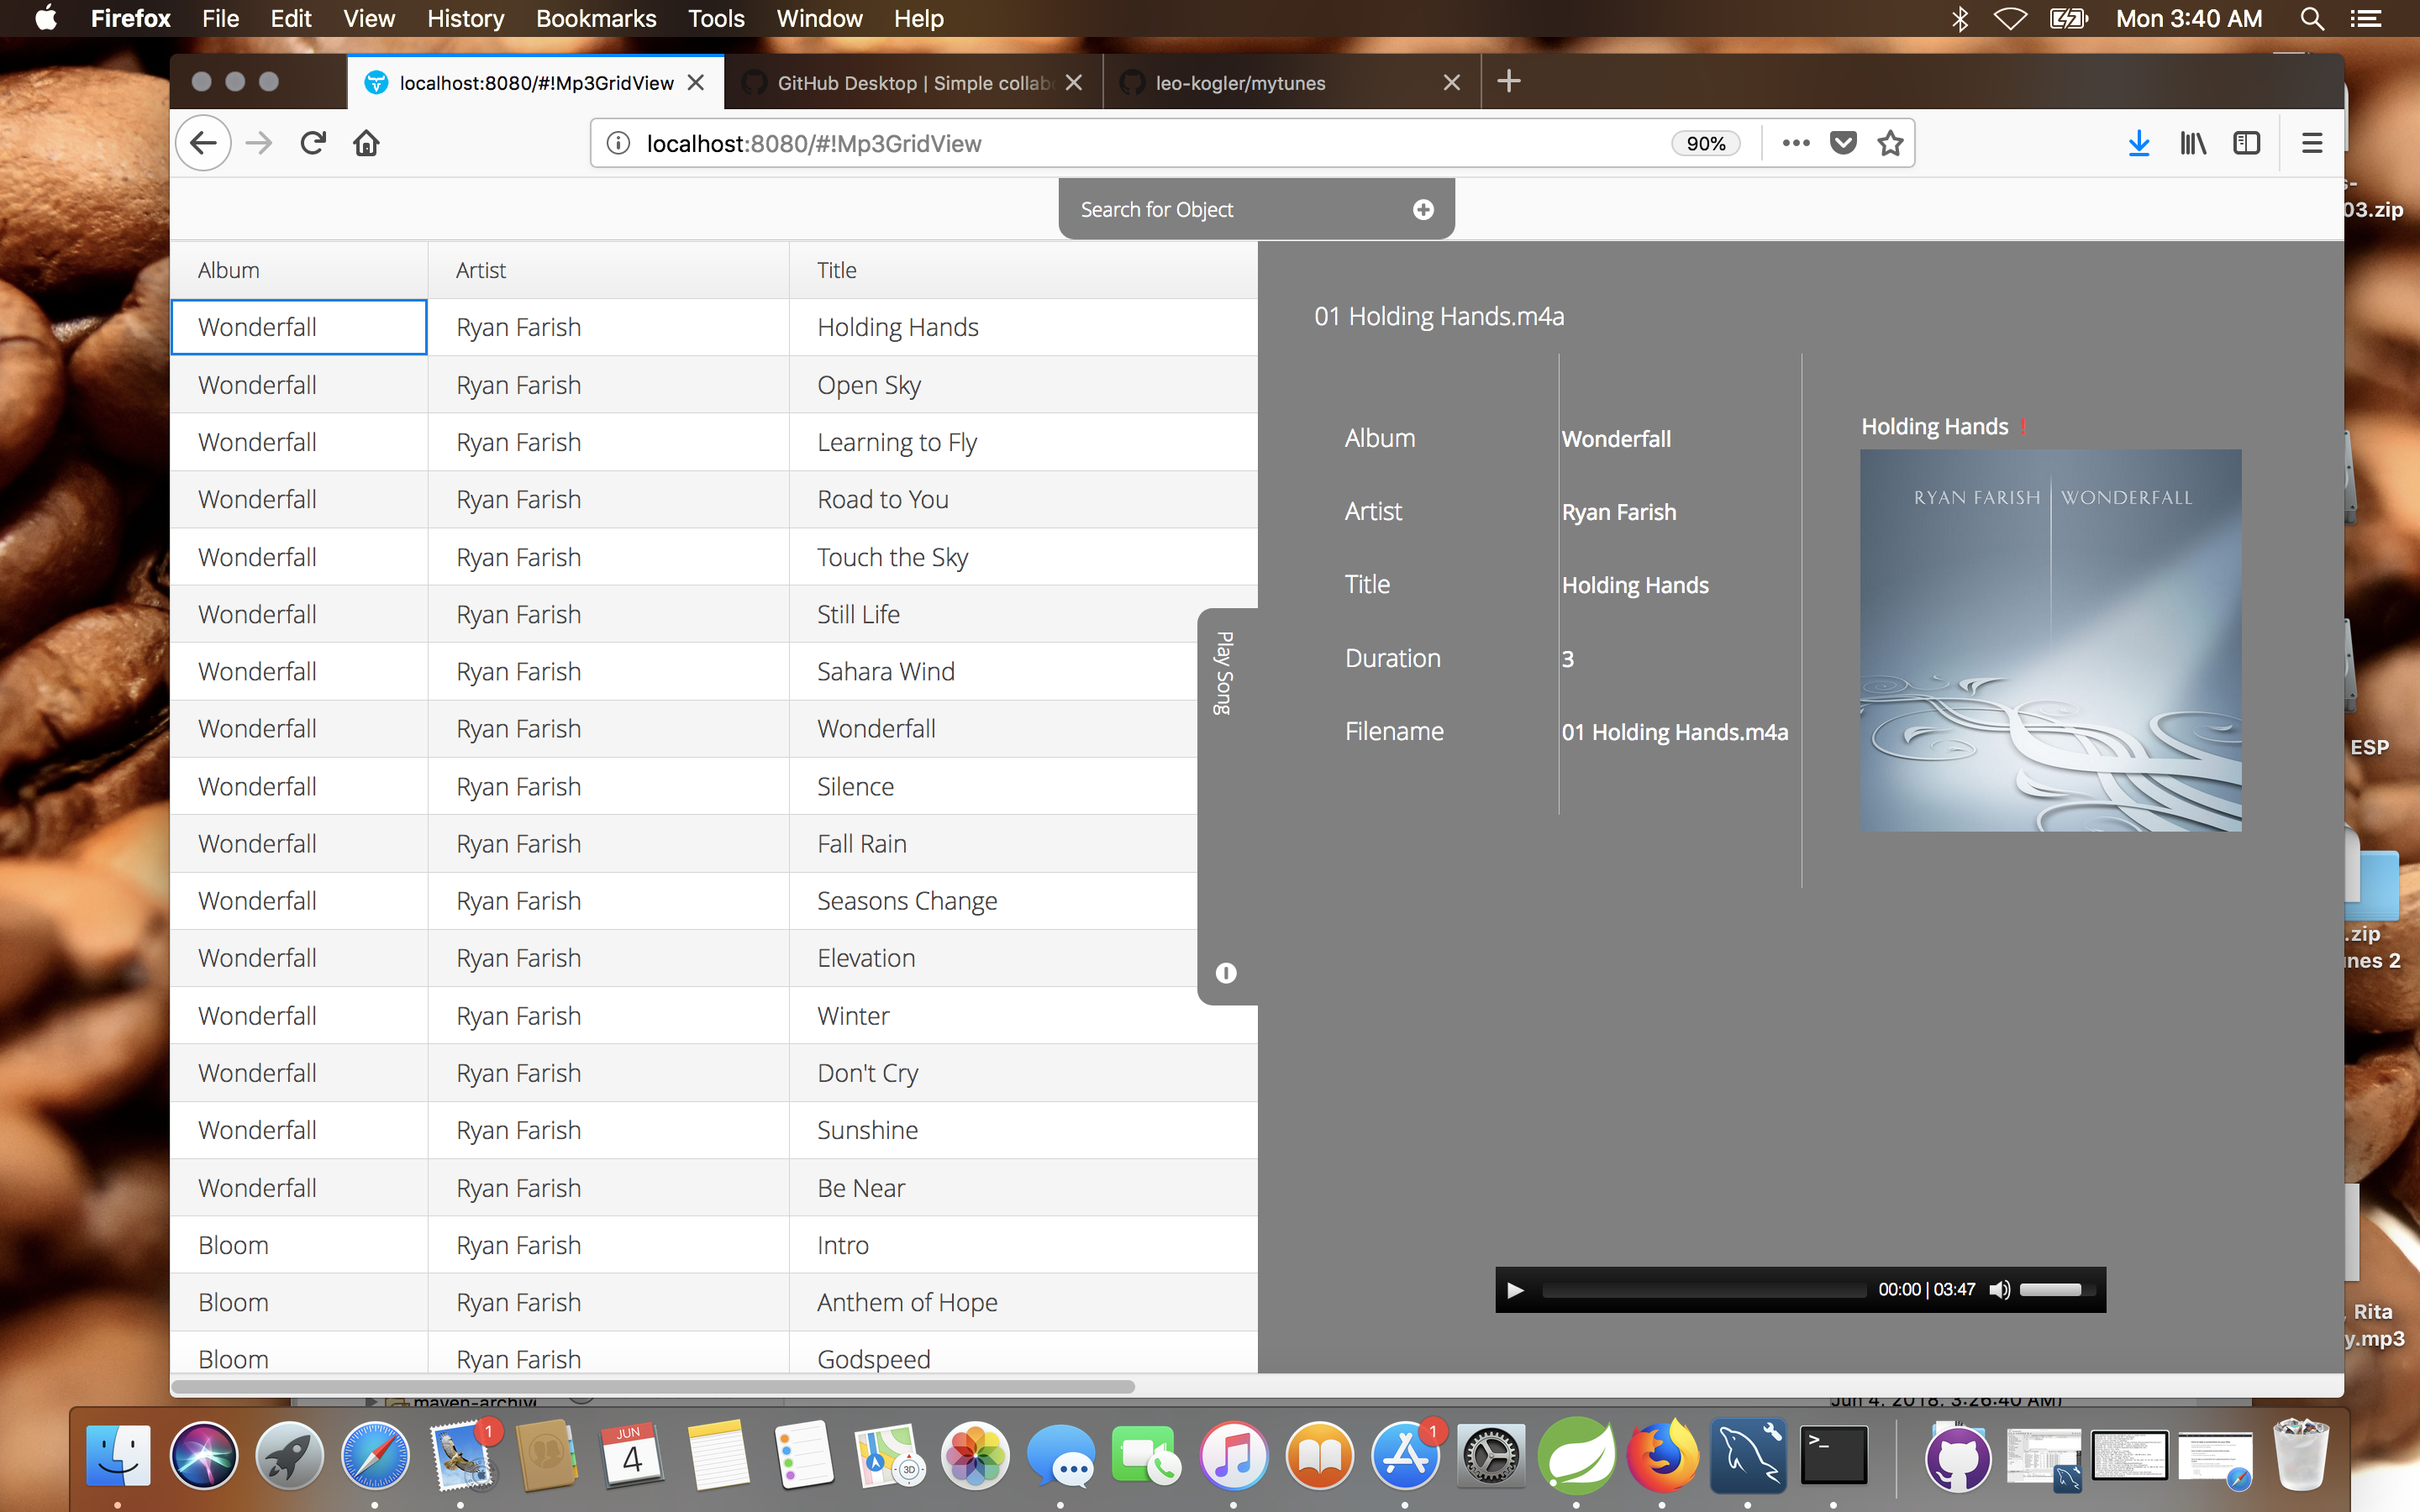 Firefox File Edit View History Bookmarks Tools Window Help Mon 3:40 AM
localhost:8080/#!Mp3GridView GitHub Desktop | Simple collab leo-kogler/mytunes
localhost:8080/#!Mp3GridView 90%
03.zip
Search for Object
Album Artist Title
Wonderfall Ryan Farish Holding Hands
Wonderfall Ryan Farish Open Sky
Wonderfall Ryan Farish Learning to Fly
Wonderfall Ryan Farish Road to You
Wonderfall Ryan Farish Touch the Sky
Wonderfall Ryan Farish Still Life
Wonderfall Ryan Farish Sahara Wind
Wonderfall Ryan Farish Wonderfall
Wonderfall Ryan Farish Silence
Wonderfall Ryan Farish Fall Rain
Wonderfall Ryan Farish Seasons Change
Wonderfall Ryan Farish Elevation
Wonderfall Ryan Farish Winter
Wonderfall Ryan Farish Don't Cry
Wonderfall Ryan Farish Sunshine
Wonderfall Ryan Farish Be Near
Bloom Ryan Farish Intro
Bloom Ryan Farish Anthem of Hope
Bloom Ryan Farish Godspeed
Play Song
01 Holding Hands.m4a
Album Wonderfall
Artist Ryan Farish
Title Holding Hands
Duration 3
Filename 01 Holding Hands.m4a
Holding Hands !
RYAN FARISH | WONDERFALL
00:00 | 03:47
ESP
.zip
nes 2
Rita
y.mp3
maven-archiv
Jun 4, 2018, 3:26:40 AM)
1
JUN
4
3D
1
>_